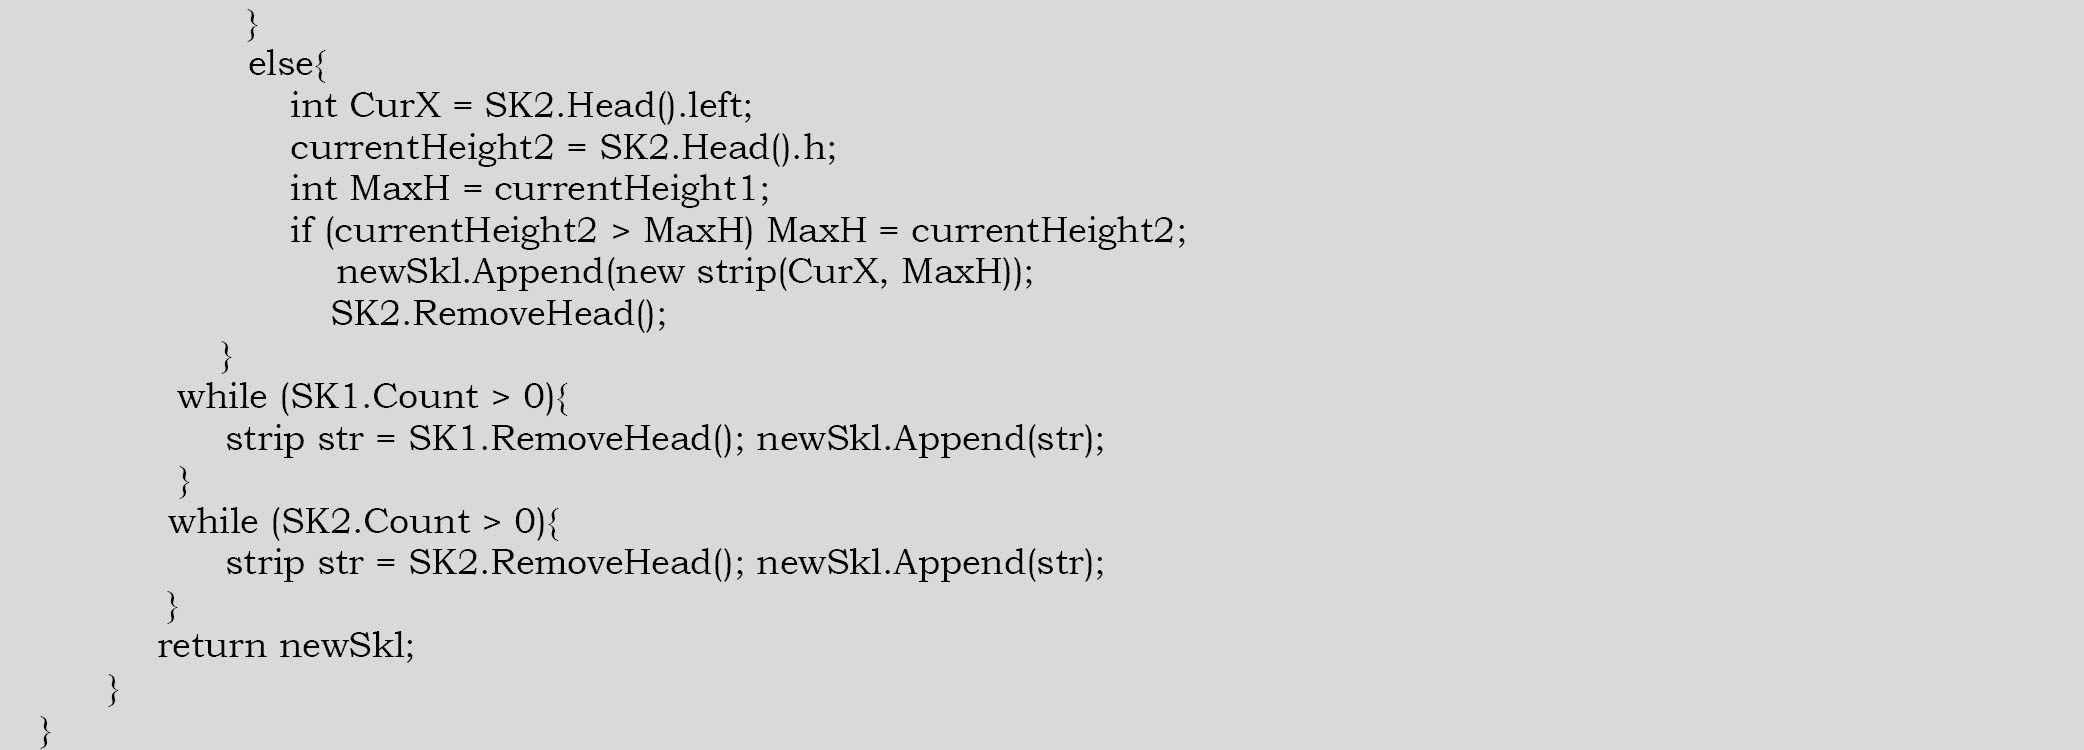 }
else{
int CurX = SK2.Head().left;
currentHeight2 = SK2.Head().h;
int MaxH = currentHeight1;
if (currentHeight2 > MaxH) MaxH = currentHeight2;
newSkl.Append(new strip(CurX, MaxH));
SK2.RemoveHead();
}
while (SK1.Count > 0){
strip str = SK1.RemoveHead(); newSkl.Append(str);
}
while (SK2.Count > 0){
strip str = SK2.RemoveHead(); newSkl.Append(str);
}
return newSkl;
}
}